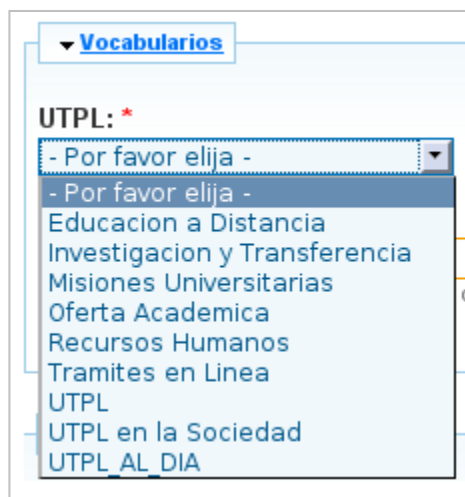 Vocabularios
UTPL: *
- Por favor elija -
- Por favor elija -
Educacion a Distancia
Investigacion y Transferencia
Misiones Universitarias
Oferta Academica
Recursos Humanos
Tramites en Linea
UTPL
UTPL en la Sociedad
UTPL_AL_DIA